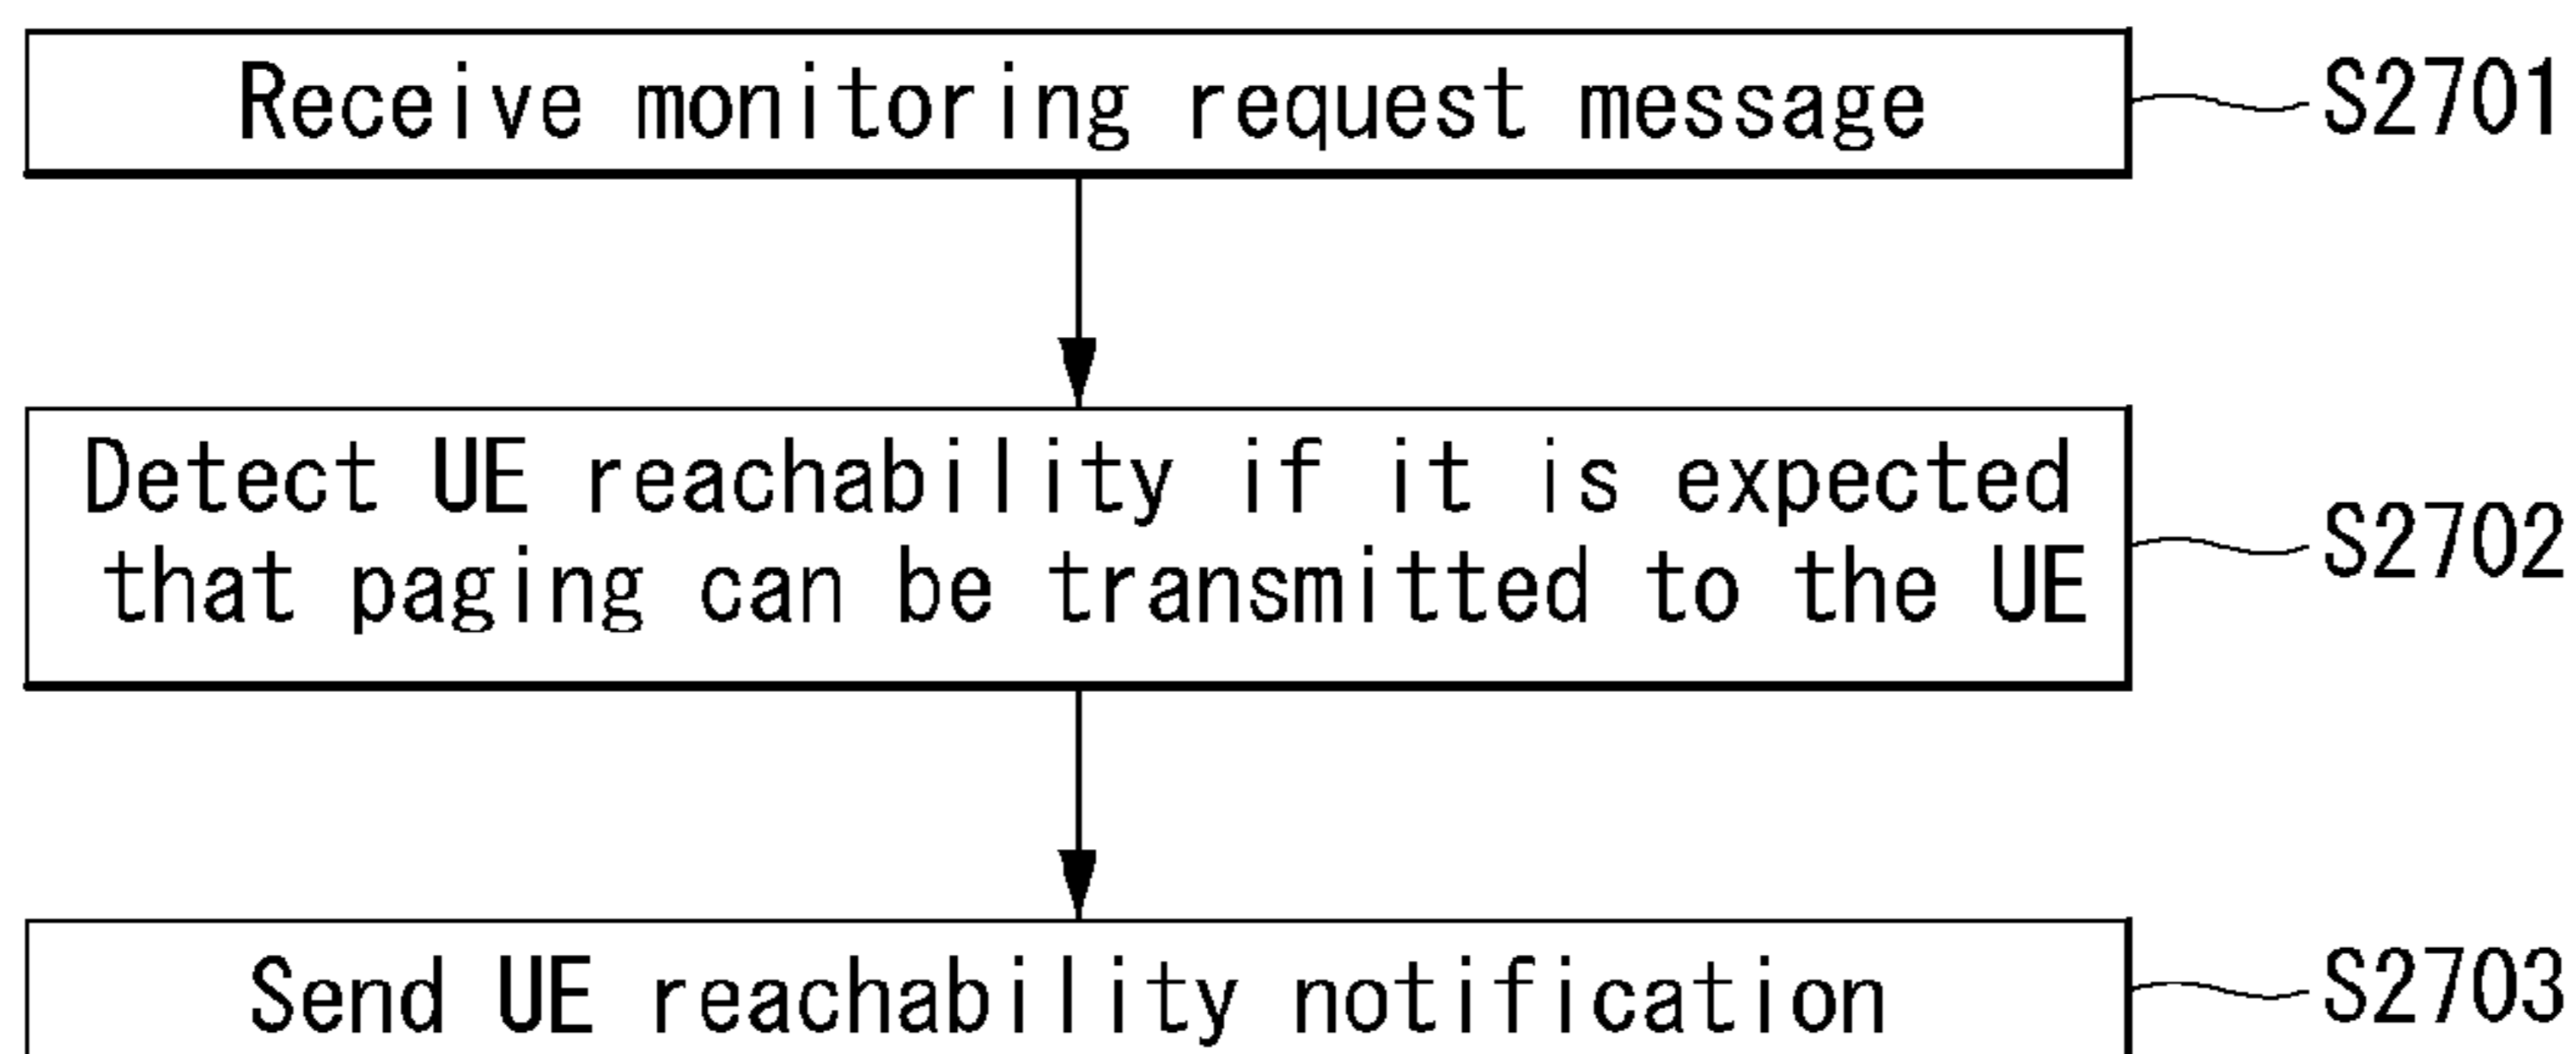 Receive monitoring request message
S2701
Detect UE reachability if it is expected
that paging can be transmitted to the UE
S2702
Send UE reachability notification
S2703